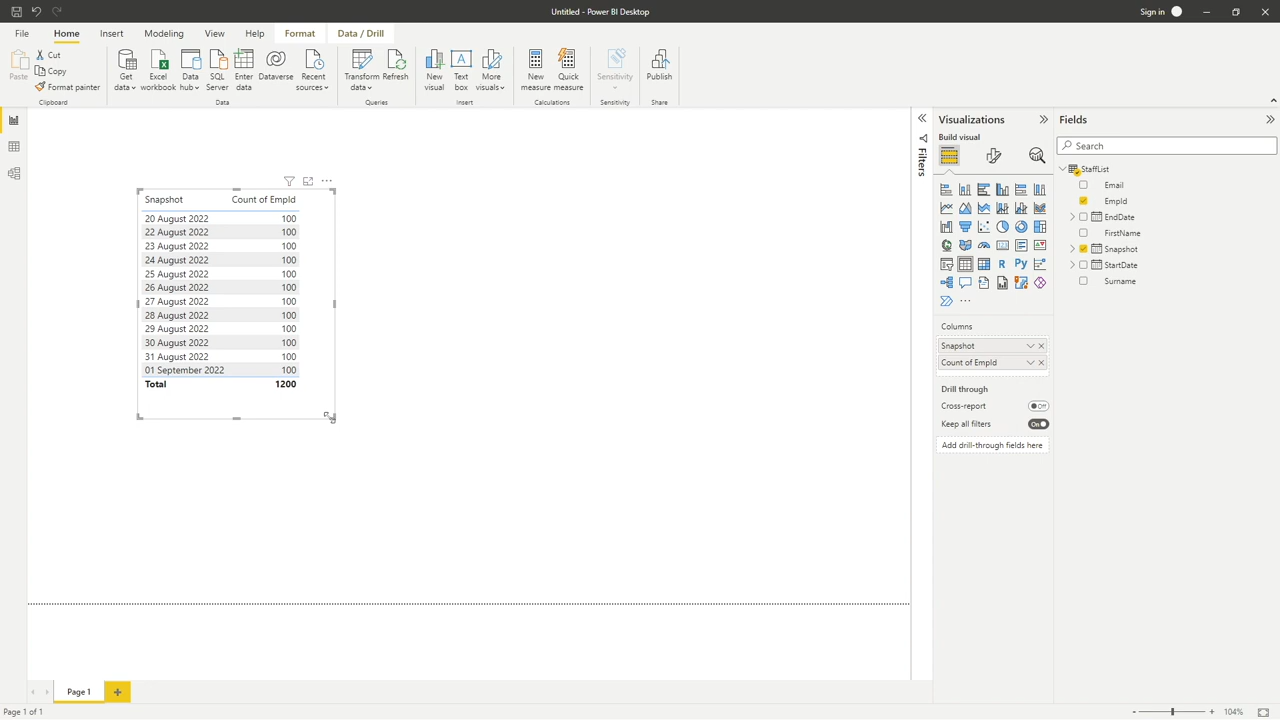 Untitled - Power BI Desktop
Sign in
File Home Insert Modeling View Help Format Data / Drill
Paste
Cut
Copy
Format painter
Clipboard
Get data
Excel workbook
Data hub
SQL Server
Enter data
Dataverse
Recent sources
Data
Transform data
Refresh
Queries
New visual
Text box
More visuals
Insert
New measure
Quick measure
Calculations
Sensitivity
Sensitivity
Publish
Share
Snapshot Count of EmpId
20 August 2022 100
22 August 2022 100
23 August 2022 100
24 August 2022 100
25 August 2022 100
26 August 2022 100
27 August 2022 100
28 August 2022 100
29 August 2022 100
30 August 2022 100
31 August 2022 100
01 September 2022 100
Total 1200
Filters
Visualizations
Build visual
R Py
Columns
Snapshot
Count of EmpId
Drill through
Cross-report Off
Keep all filters On
Add drill-through fields here
Fields
Search
StaffList
Email
EmpId
EndDate
FirstName
Snapshot
StartDate
Surname
Page 1
Page 1 of 1
- + 104%